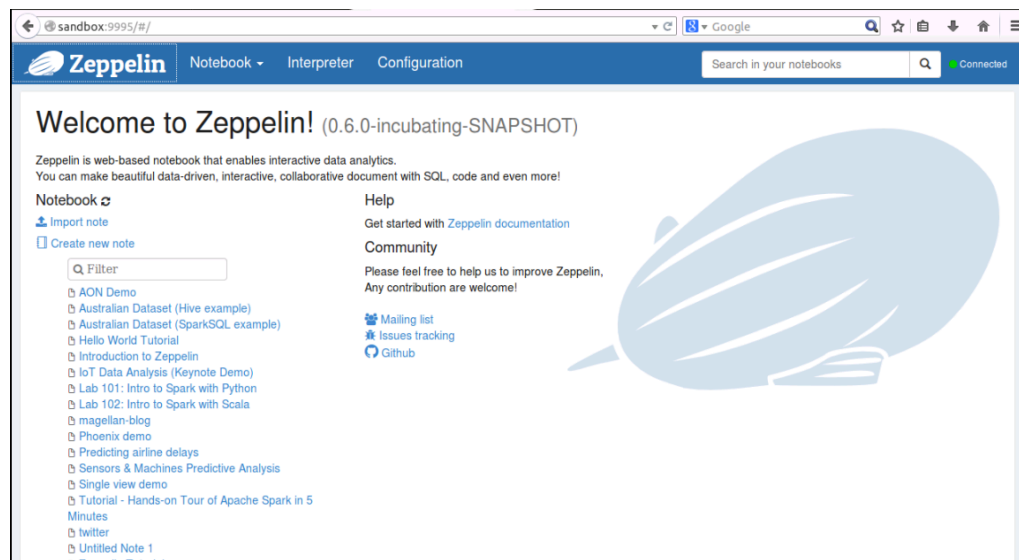 sandbox:9995/#/
Google
Zeppelin Notebook Interpreter Configuration
Search in your notebooks
Connected
Welcome to Zeppelin! (0.6.0-incubating-SNAPSHOT)
Zeppelin is web-based notebook that enables interactive data analytics.
You can make beautiful data-driven, interactive, collaborative document with SQL, code and even more!
Notebook
Import note
Create new note
Filter
AON Demo
Australian Dataset (Hive example)
Australian Dataset (SparkSQL example)
Hello World Tutorial
Introduction to Zeppelin
IoT Data Analysis (Keynote Demo)
Lab 101: Intro to Spark with Python
Lab 102: Intro to Spark with Scala
magellan-blog
Phoenix demo
Predicting airline delays
Sensors & Machines Predictive Analysis
Single view demo
Tutorial - Hands-on Tour of Apache Spark in 5
Minutes
twitter
Untitled Note 1
Help
Get started with Zeppelin documentation
Community
Please feel free to help us to improve Zeppelin,
Any contribution are welcome!
Mailing list
Issues tracking
Github